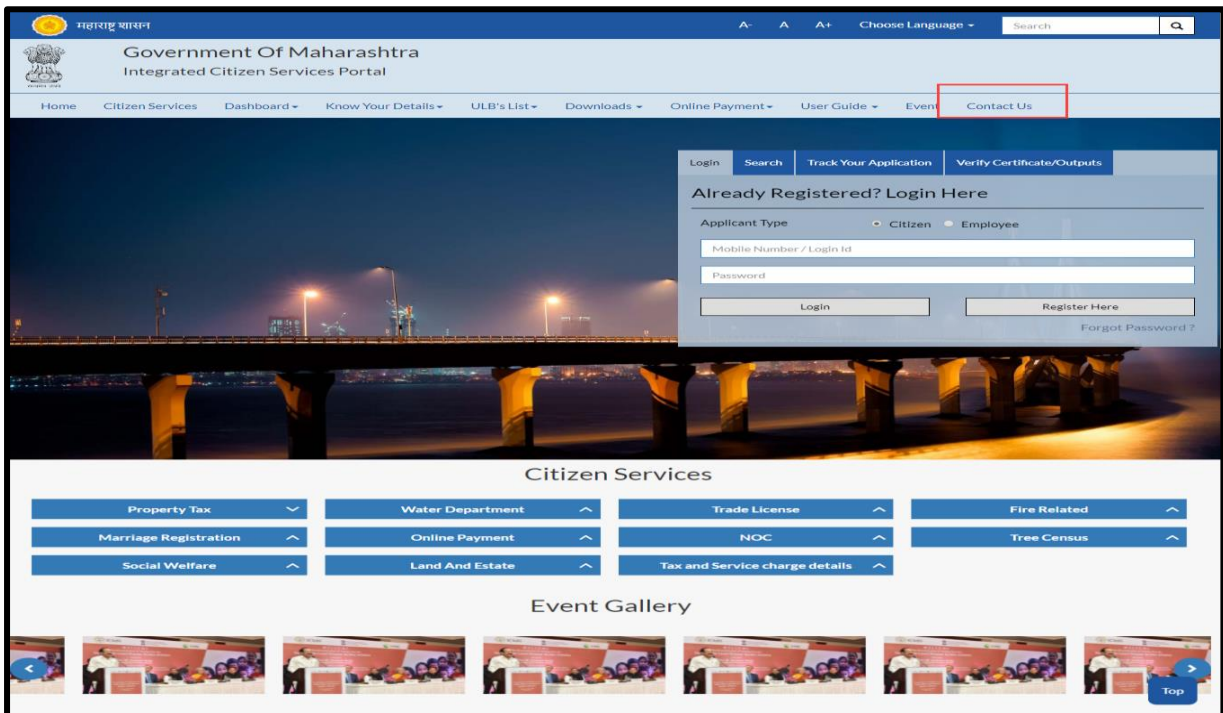 महाराष्ट्र शासन A- A A+ Choose Language Search
Government Of Maharashtra
Integrated Citizen Services Portal
Home Citizen Services Dashboard Know Your Details ULB's List Downloads Online Payment User Guide Event Contact Us
Login Search Track Your Application Verify Certificate/Outputs
Already Registered? Login Here
Applicant Type Citizen Employee
Mobile Number / Login Id
Password
Login Register Here
Forgot Password ?
Citizen Services
Property Tax Water Department Trade License Fire Related
Marriage Registration Online Payment NOC Tree Census
Social Welfare Land And Estate Tax and Service charge details
Event Gallery
Top